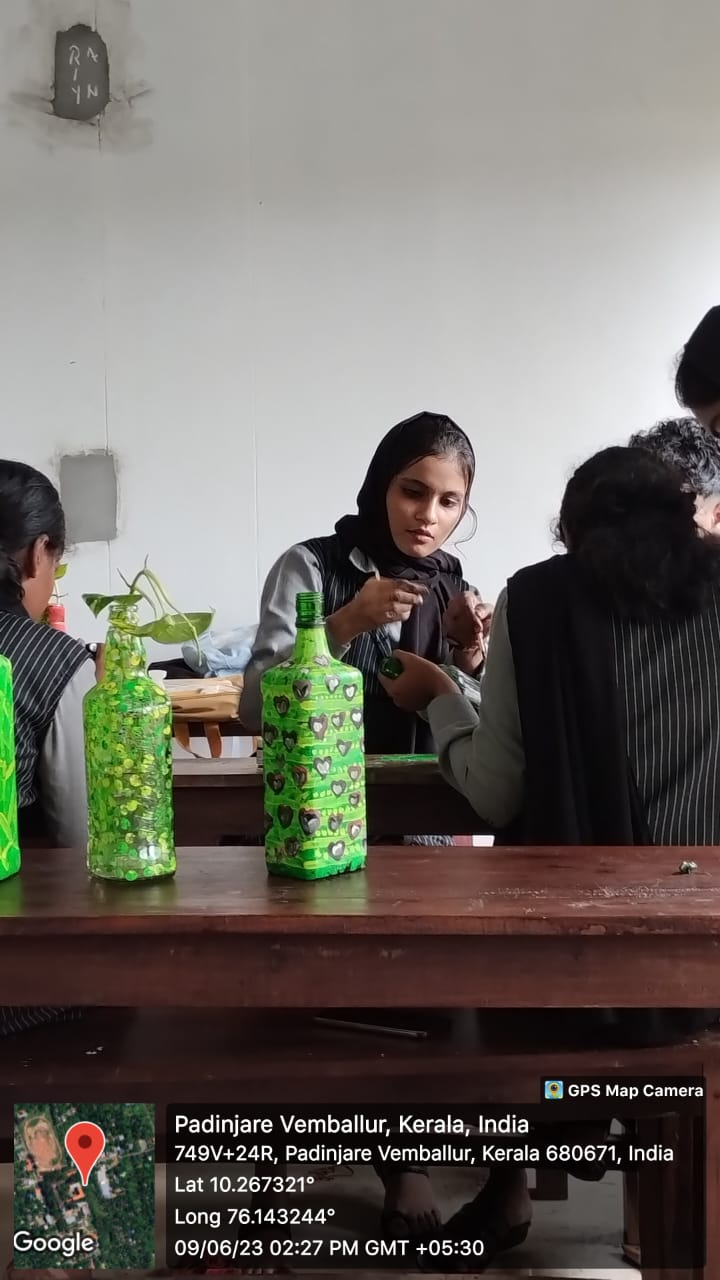 R A
I
Y N
GPS Map Camera
Padinjare Vemballur, Kerala, India
749V+24R, Padinjare Vemballur, Kerala 680671, India
Lat 10.267321°
Long 76.143244°
09/06/23 02:27 PM GMT +05:30
Google